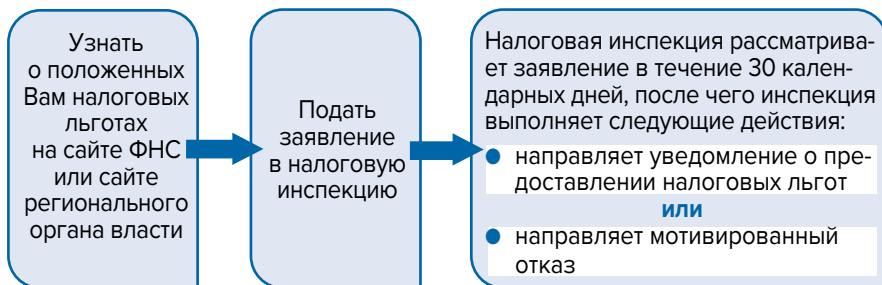 Узнать
о положенных
Вам налоговых
льготах
на сайте ФНС
или сайте
регионального
органа власти
Подать
заявление
в налоговую
инспекцию
Налоговая инспекция рассматрива-
ет заявление в течение 30 кален-
дарных дней, после чего инспекция
выполняет следующие действия:
● направляет уведомление о пре-
доставлении налоговых льгот
или
● направляет мотивированный
отказ